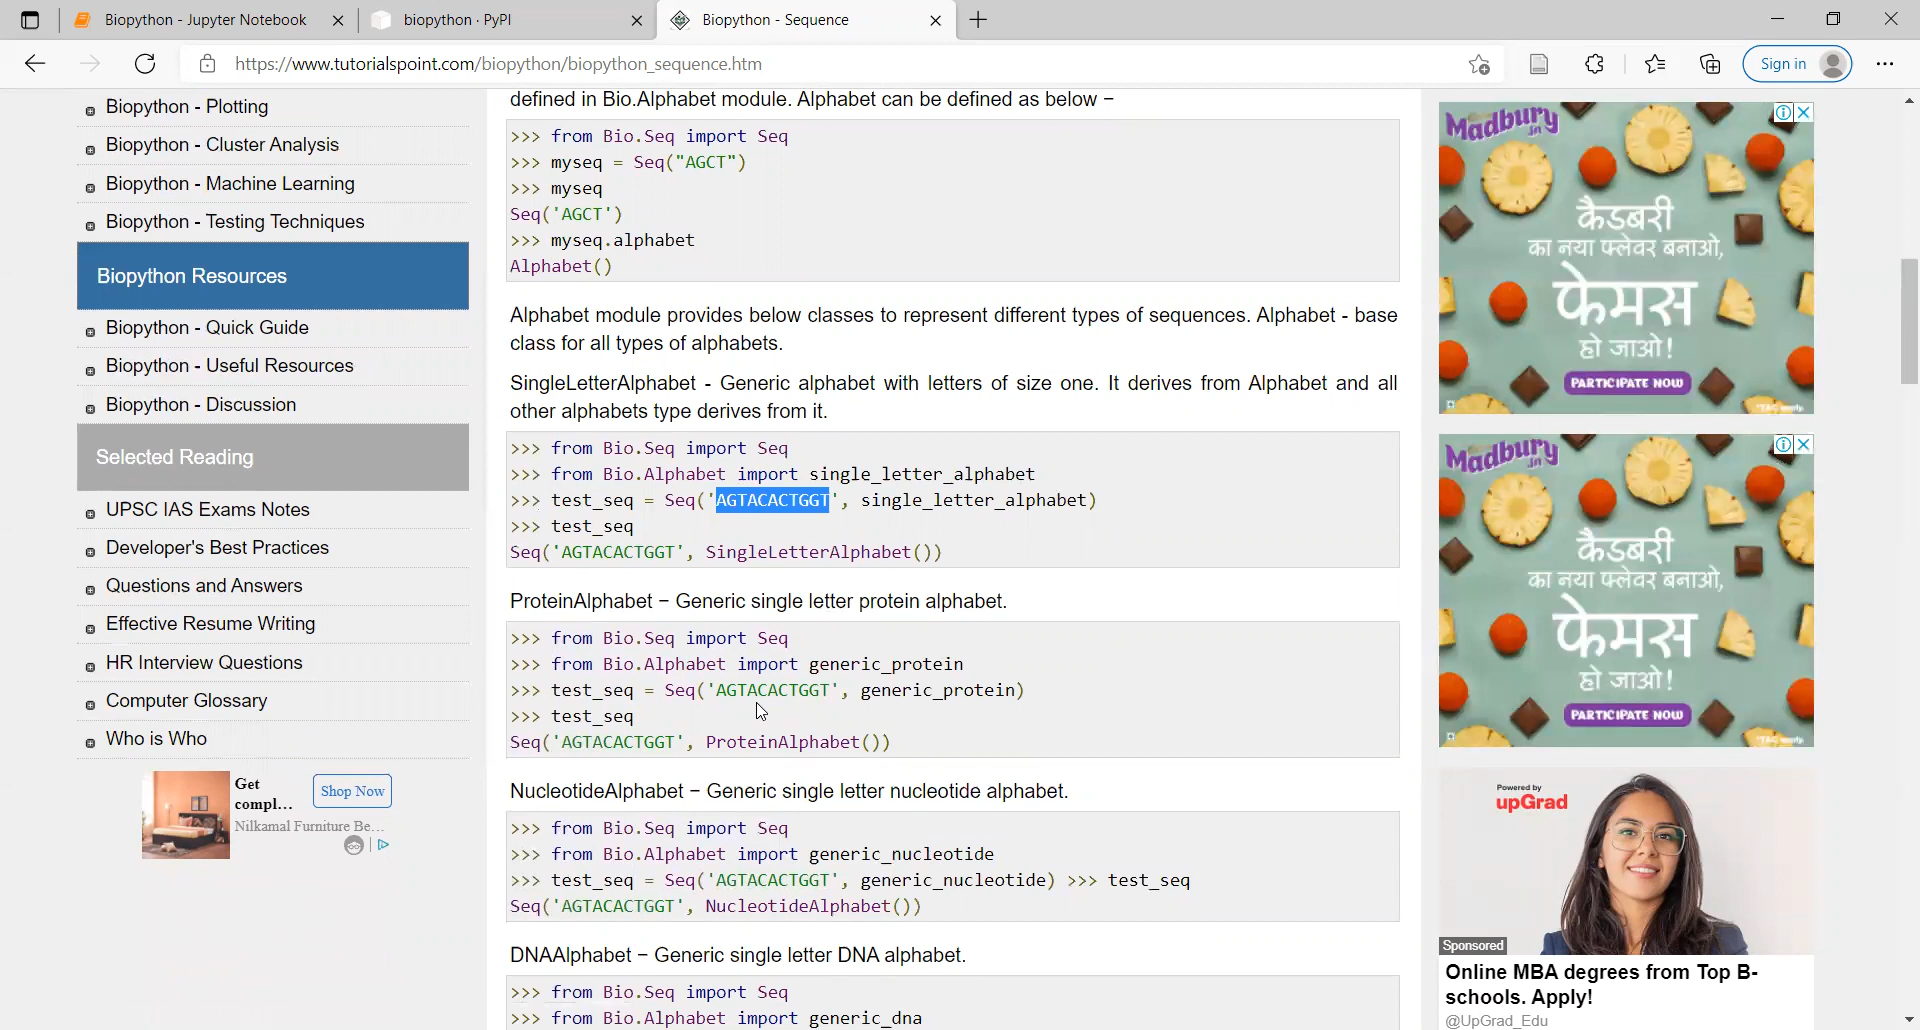 Biopython - Jupyter Notebook
biopython · PyPI
Biopython - Sequence
https://www.tutorialspoint.com/biopython/biopython_sequence.htm
Sign in
Biopython - Plotting
Biopython - Cluster Analysis
Biopython - Machine Learning
Biopython - Testing Techniques
Biopython Resources
Biopython - Quick Guide
Biopython - Useful Resources
Biopython - Discussion
Selected Reading
UPSC IAS Exams Notes
Developer's Best Practices
Questions and Answers
Effective Resume Writing
HR Interview Questions
Computer Glossary
Who is Who
Get
compl...
Shop Now
Nilkamal Furniture Be...
defined in Bio.Alphabet module. Alphabet can be defined as below −
>>> from Bio.Seq import Seq
>>> myseq = Seq("AGCT")
>>> myseq
Seq('AGCT')
>>> myseq.alphabet
Alphabet()
Alphabet module provides below classes to represent different types of sequences. Alphabet - base
class for all types of alphabets.
SingleLetterAlphabet - Generic alphabet with letters of size one. It derives from Alphabet and all
other alphabets type derives from it.
>>> from Bio.Seq import Seq
>>> from Bio.Alphabet import single_letter_alphabet
>>> test_seq = Seq('AGTACACTGGT', single_letter_alphabet)
>>> test_seq
Seq('AGTACACTGGT', SingleLetterAlphabet())
ProteinAlphabet − Generic single letter protein alphabet.
>>> from Bio.Seq import Seq
>>> from Bio.Alphabet import generic_protein
>>> test_seq = Seq('AGTACACTGGT', generic_protein)
>>> test_seq
Seq('AGTACACTGGT', ProteinAlphabet())
NucleotideAlphabet − Generic single letter nucleotide alphabet.
>>> from Bio.Seq import Seq
>>> from Bio.Alphabet import generic_nucleotide
>>> test_seq = Seq('AGTACACTGGT', generic_nucleotide) >>> test_seq
Seq('AGTACACTGGT', NucleotideAlphabet())
DNAAlphabet − Generic single letter DNA alphabet.
>>> from Bio.Seq import Seq
>>> from Bio.Alphabet import generic_dna
Madbury.in
कैडबरी
का नया फ्लेवर बनाओ,
फेमस
हो जाओ!
PARTICIPATE NOW
Madbury.in
कैडबरी
का नया फ्लेवर बनाओ,
फेमस
हो जाओ!
PARTICIPATE NOW
Powered by
upGrad
Sponsored
Online MBA degrees from Top B-
schools. Apply!
@UpGrad_Edu